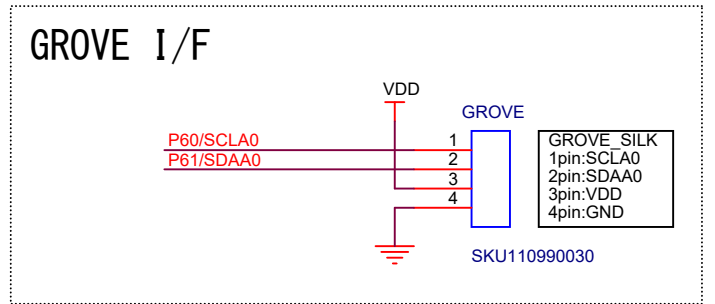 GROVE I/F
VDD
GROVE
P60/SCLA0
P61/SDAA0
1
2
3
4
GROVE_SILK
1pin:SCLA0
2pin:SDAA0
3pin:VDD
4pin:GND
SKU110990030